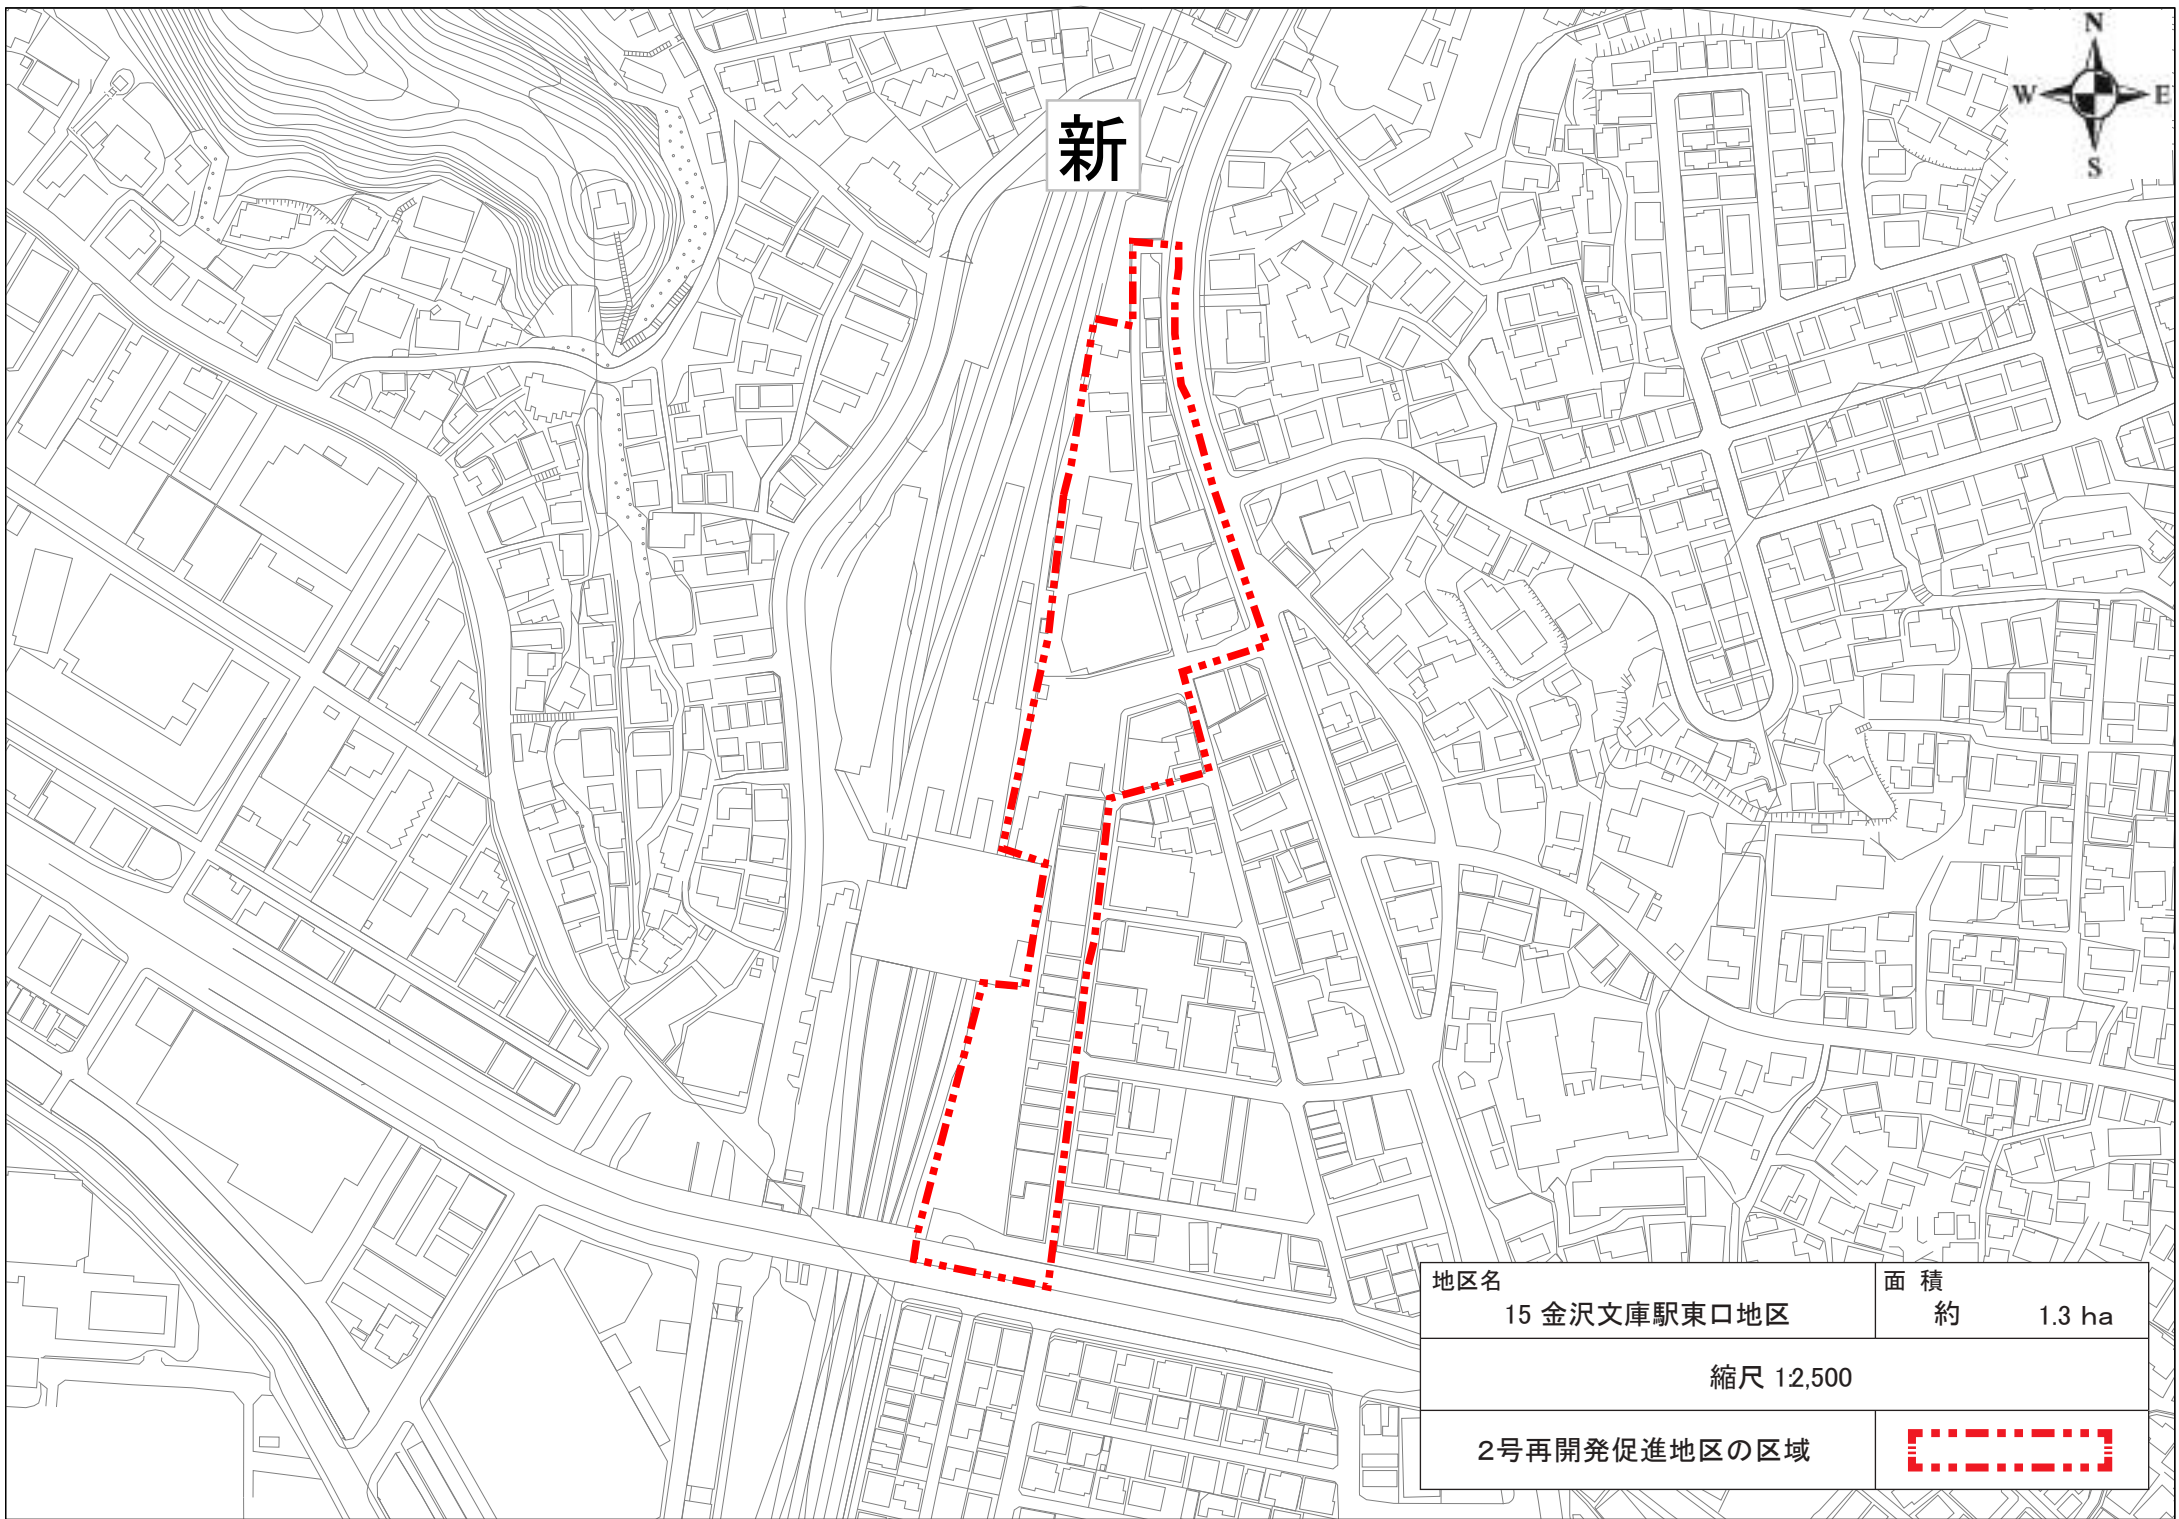 新
N
W E
S
地区名
15 金沢文庫駅東口地区
面 積
約 1.3 ha
縮尺 1:2,500
2号再開発促進地区の区域